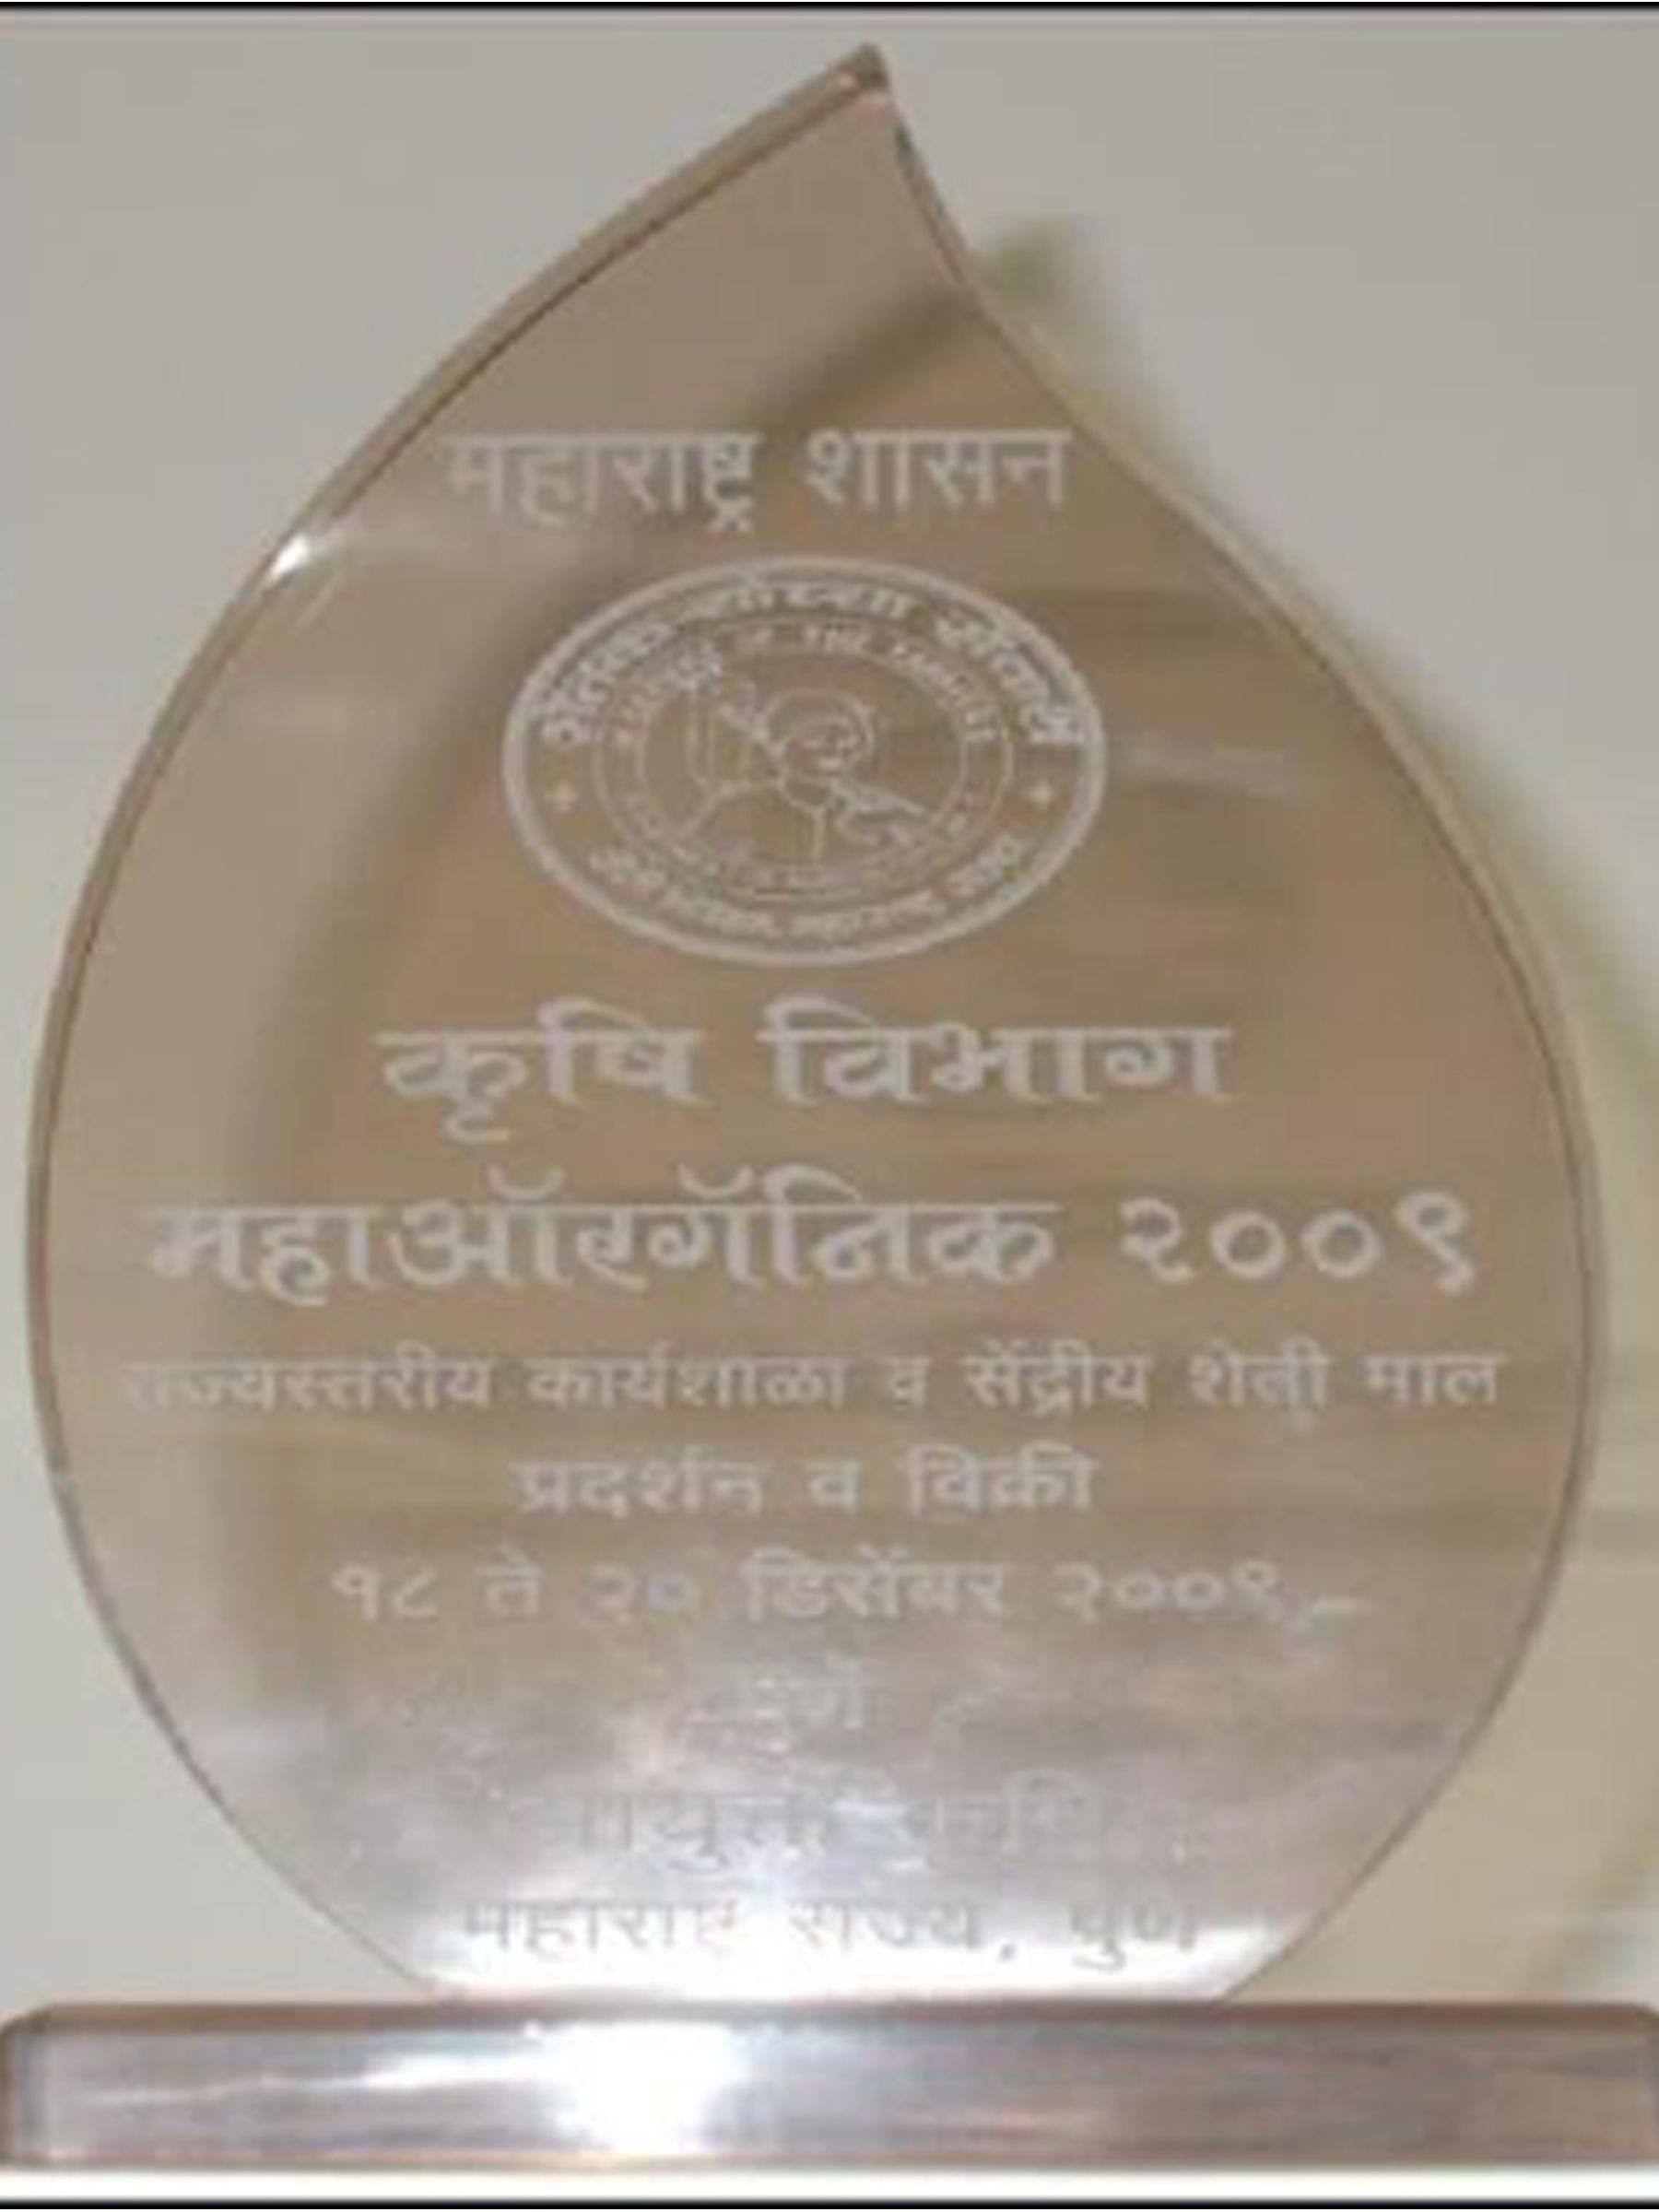 महाराष्ट्र शासन
कृषि विभाग
महाऑरगॅनिक २००९
राज्यस्तरीय कार्यशाळा व सेंद्रीय शेती माल
प्रदर्शन व विक्री
१८ ते २० डिसेंबर २००९,
पुणे
महाराष्ट्र राज्य, पुणे